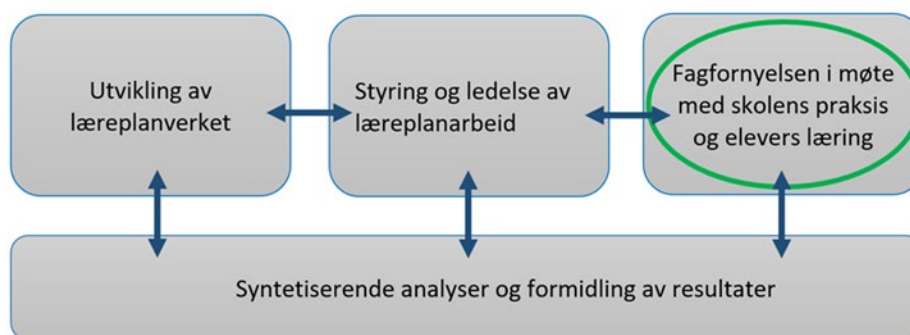 Utvikling av
læreplanverket
Styring og ledelse av
læreplanarbeid
Fagfornyelsen i møte
med skolens praksis
og elevers læring
Syntetiserende analyser og formidling av resultater